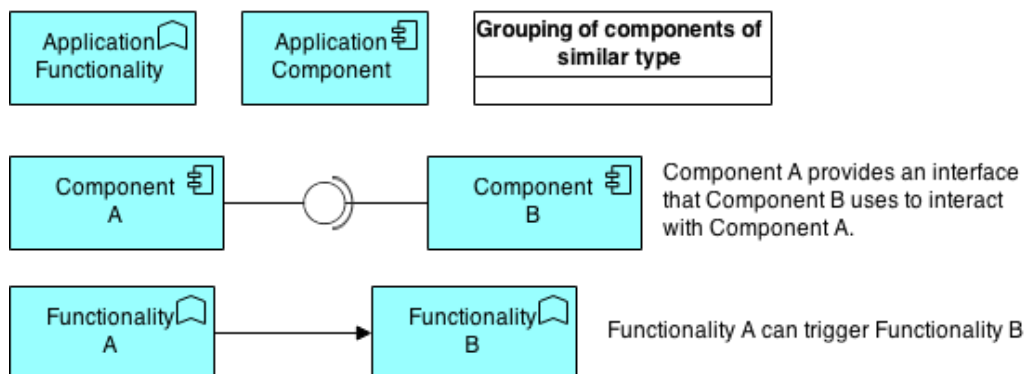 Application
Functionality
Application
Component
Grouping of components of
similar type
Component
A
Component
B
Component A provides an interface
that Component B uses to interact
with Component A.
Functionality
A
Functionality
B
Functionality A can trigger Functionality B